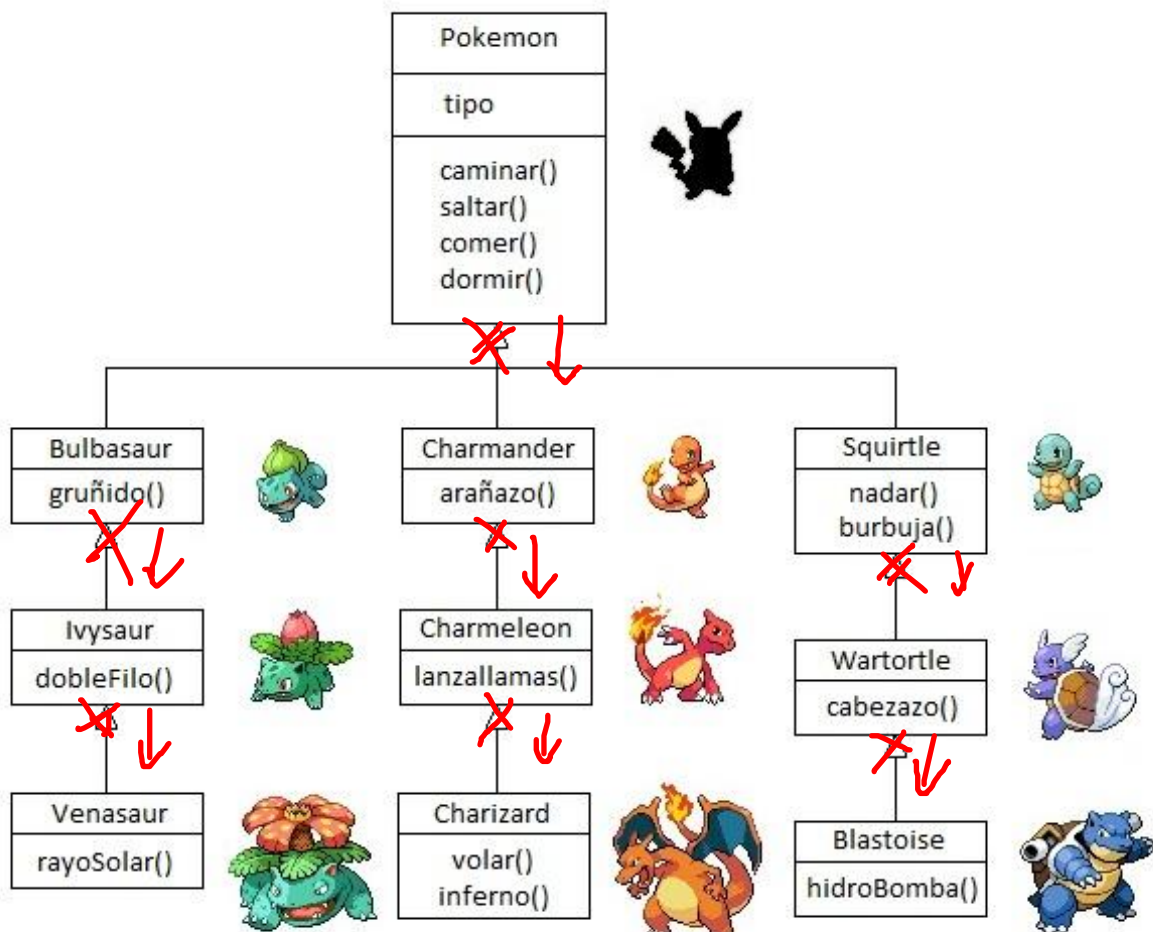 Pokemon
tipo
caminar()
saltar()
comer()
dormir()
Bulbasaur
gruñido()
Charmander
arañazo()
Squirtle
nadar()
burbuja()
Ivysaur
dobleFilo()
Charmeleon
lanzallamas()
Wartortle
cabezazo()
Venasaur
rayoSolar()
Charizard
volar()
inferno()
Blastoise
hidroBomba()